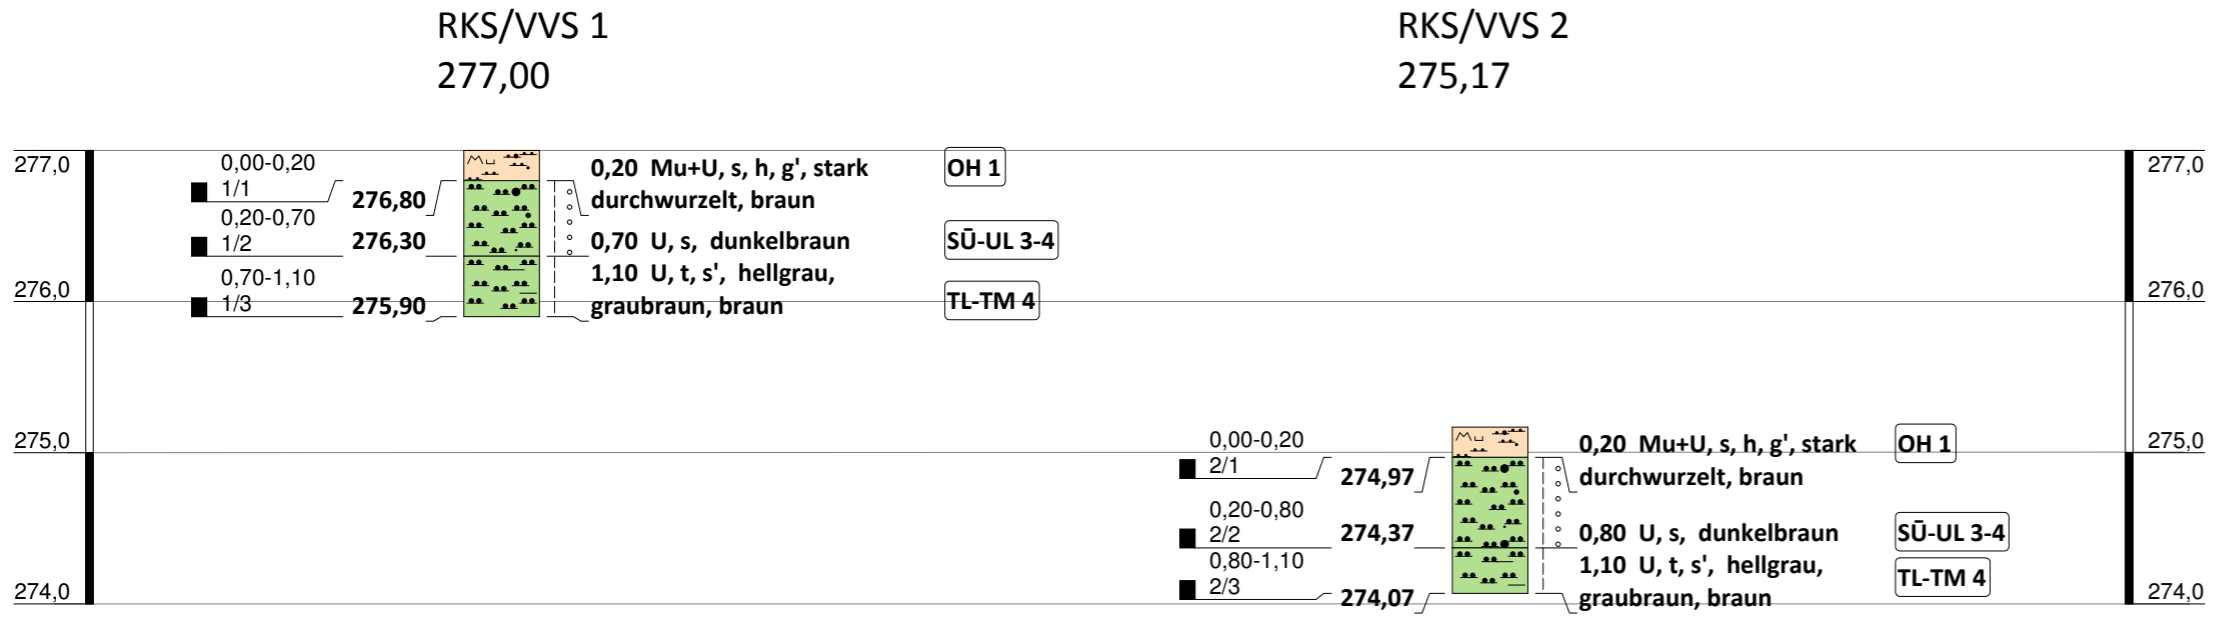 RKS/VVS 1
277,00
RKS/VVS 2
275,17
277,0
276,0
275,0
274,0
0,00-0,20
1/1
0,20-0,70
1/2
0,70-1,10
1/3
276,80
276,30
275,90
Mu
0,20 Mu+U, s, h, g', stark
durchwurzelt, braun
0,70 U, s, dunkelbraun
1,10 U, t, s', hellgrau,
graubraun, braun
OH 1
SŪ-UL 3-4
TL-TM 4
0,00-0,20
2/1
0,20-0,80
2/2
0,80-1,10
2/3
274,97
274,37
274,07
Mu
0,20 Mu+U, s, h, g', stark
durchwurzelt, braun
0,80 U, s, dunkelbraun
1,10 U, t, s', hellgrau,
graubraun, braun
OH 1
SŪ-UL 3-4
TL-TM 4
277,0
276,0
275,0
274,0